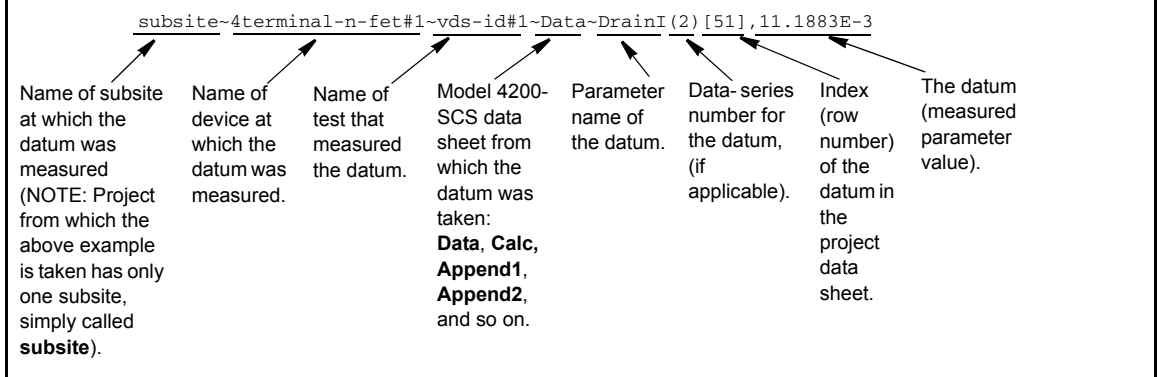 subsite~4terminal-n-fet#1~vds-id#1~Data~DrainI(2)[51],11.1883E-3
Name of subsite
at which the
datum was
measured
(NOTE: Project
from which the
above example
is taken has only
one subsite,
simply called
subsite).
Name of
device at
which the
datum was
measured.
Name of
test that
measured
the datum.
Model 4200-
SCS data
sheet from
which the
datum was
taken:
Data, Calc,
Append1,
Append2,
and so on.
Parameter
name of
the datum.
Data- series
number for
the datum,
(if
applicable).
Index
(row
number)
of the
datum in
the
project
data
sheet.
The datum
(measured
parameter
value).